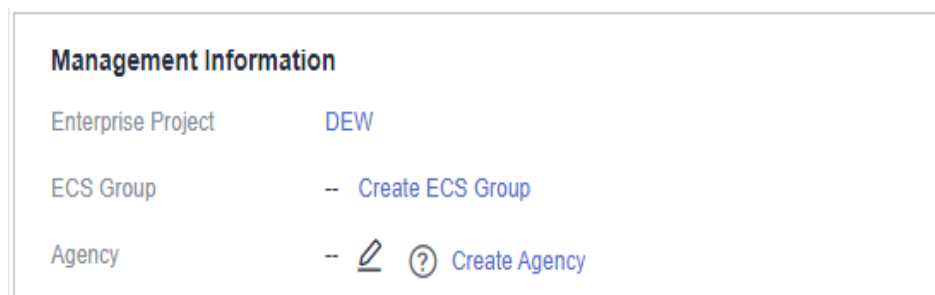 Management Information
Enterprise Project DEW
ECS Group -- Create ECS Group
Agency -- ? Create Agency